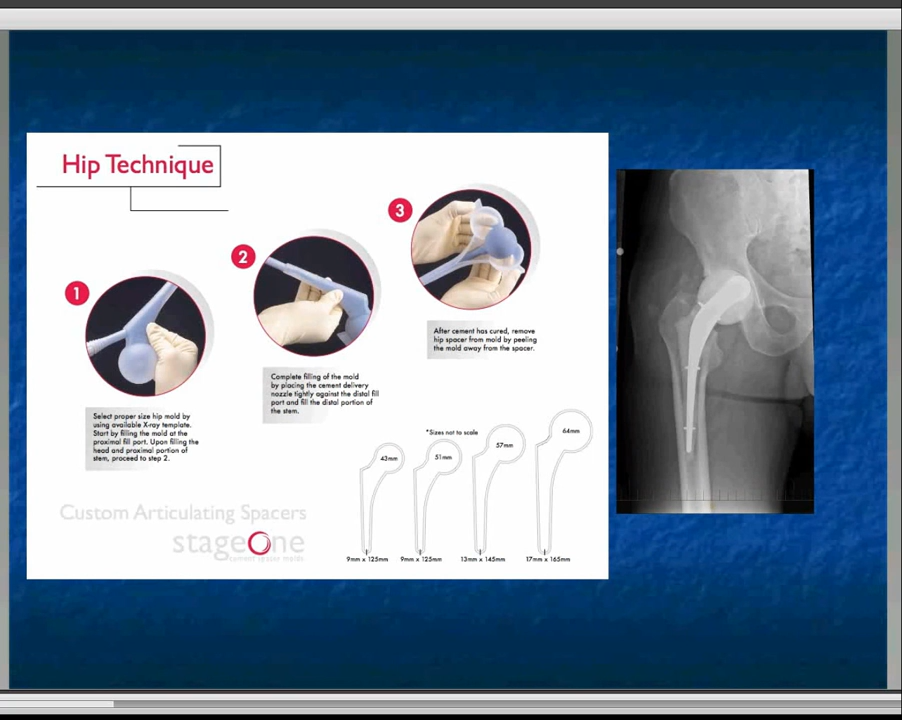 Hip Technique
1
2
3
Select proper size hip mold by
using available X-ray template.
Start by filling the mold at the
proximal fill port. Upon filling the
head and proximal portion of
stem, proceed to step 2.
Complete filling of the mold
by placing the cement delivery
nozzle tightly against the distal fill
port and fill the distal portion of
the stem.
After cement has cured, remove
hip spacer from mold by peeling
the mold away from the spacer.
*Sizes not to scale
43mm
51mm
57mm
64mm
9mm x 125mm
9mm x 125mm
13mm x 145mm
17mm x 165mm
Custom Articulating Spacers
stageOne
cement spacer molds